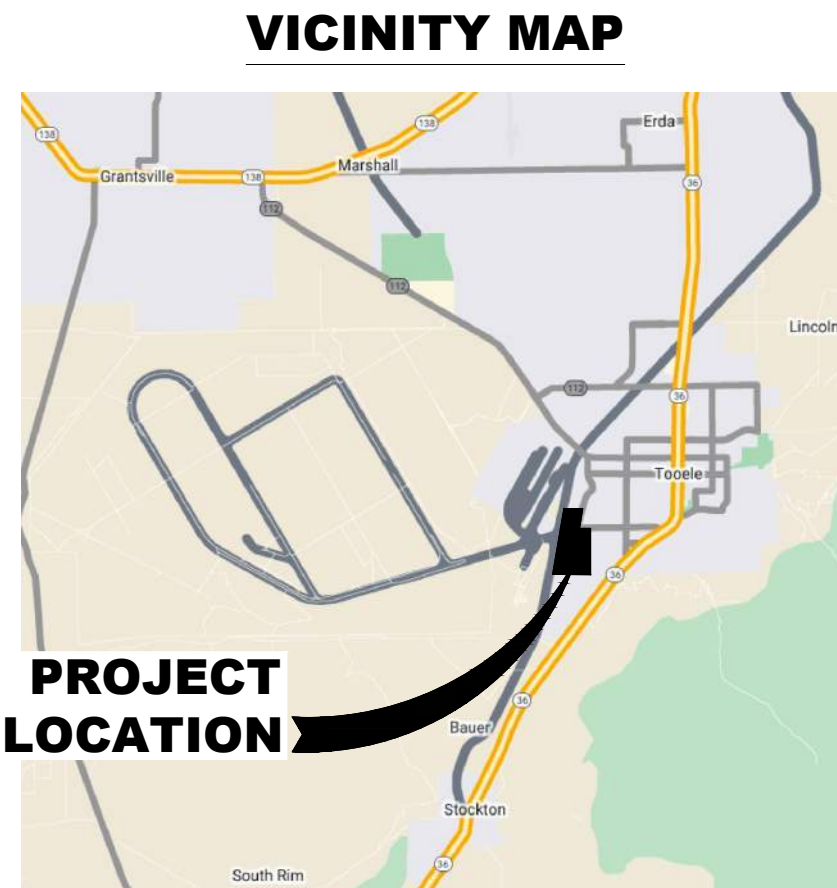 VICINITY MAP
138
138
Erda
Marshall
Grantsville
138
36
112
112
Lincoln
112
36
Tooele
36
PROJECT
LOCATION
36
Bauer
Stockton
36
South Rim